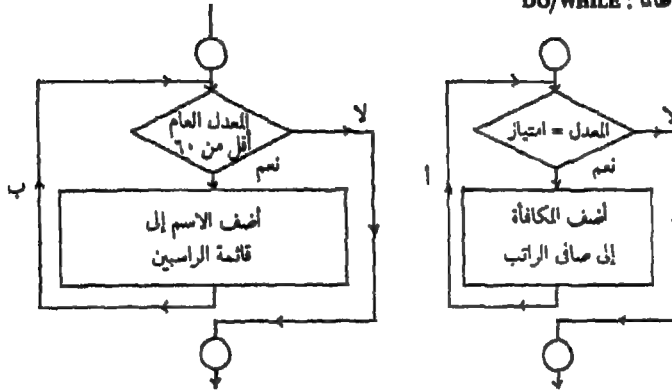 DO/WHILE :
المعدل = امتياز
لا
نعم
أ
أضف المكافأة
إلى صافى الراتب
المعدل العام
أقل من ٦٠
لا
نعم
ب
أضف الاسم إلى
قائمة الراسبين